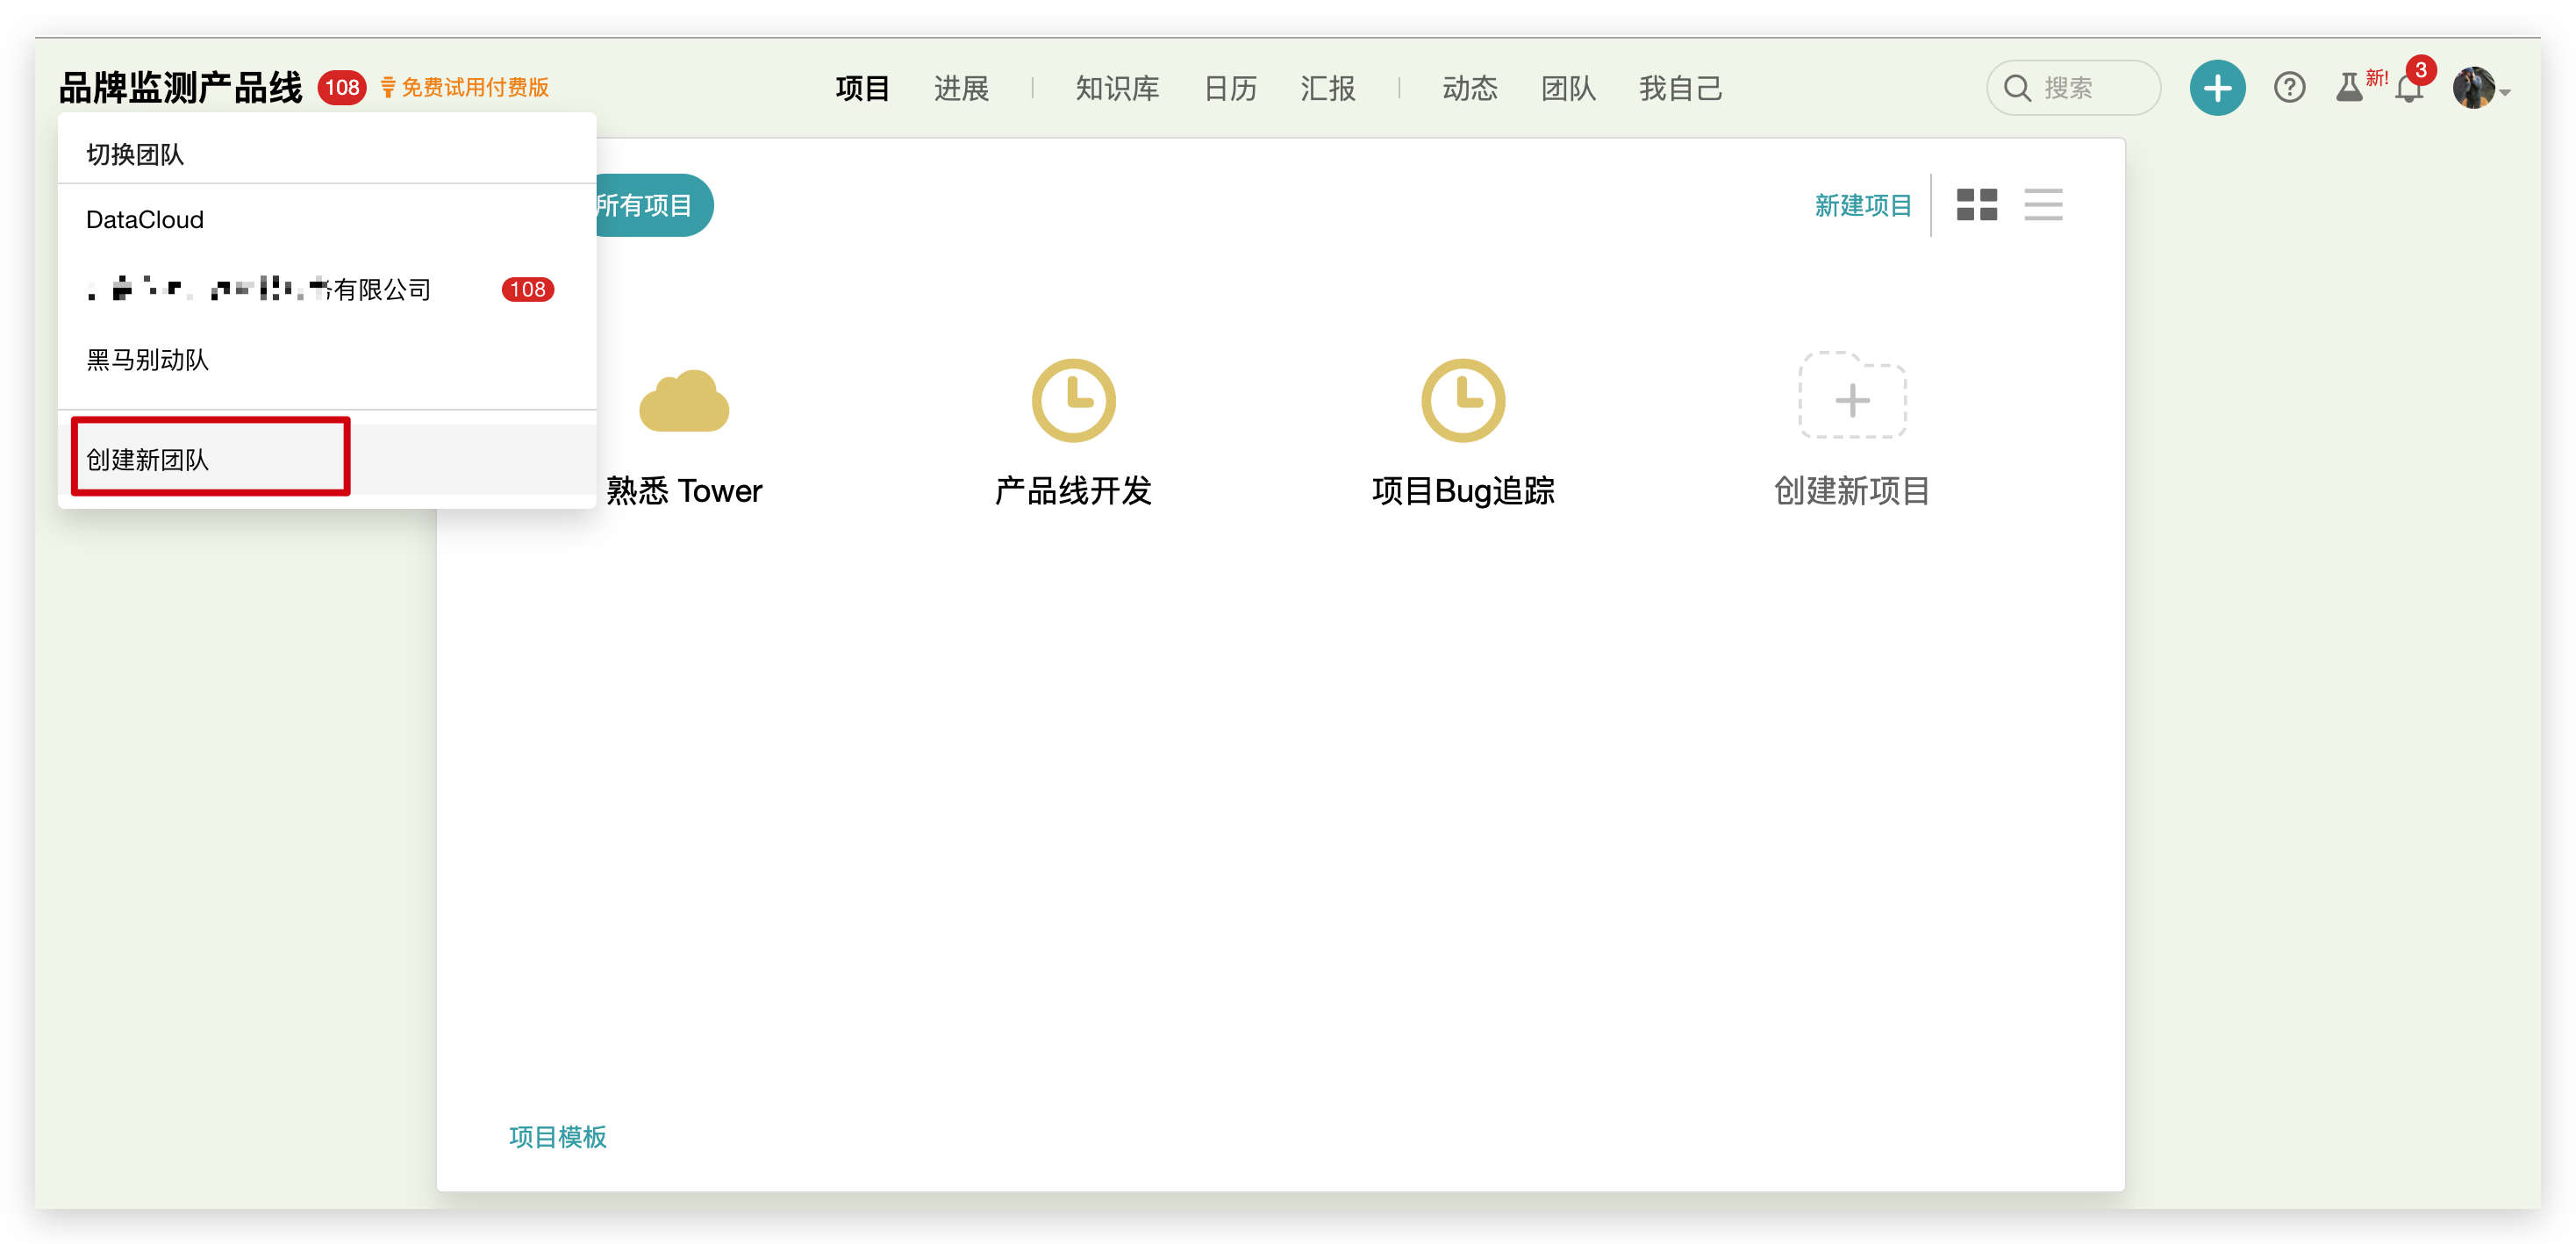 品牌监测产品线 108 免费试用付费版 项目 进展 知识库 日历 汇报 动态 团队 我自己 搜索 新! 3
切换团队
所有项目 新建项目
DataCloud
有限公司 108
黑马别动队
创建新团队
熟悉 Tower 产品线开发 项目Bug追踪 创建新项目
项目模板